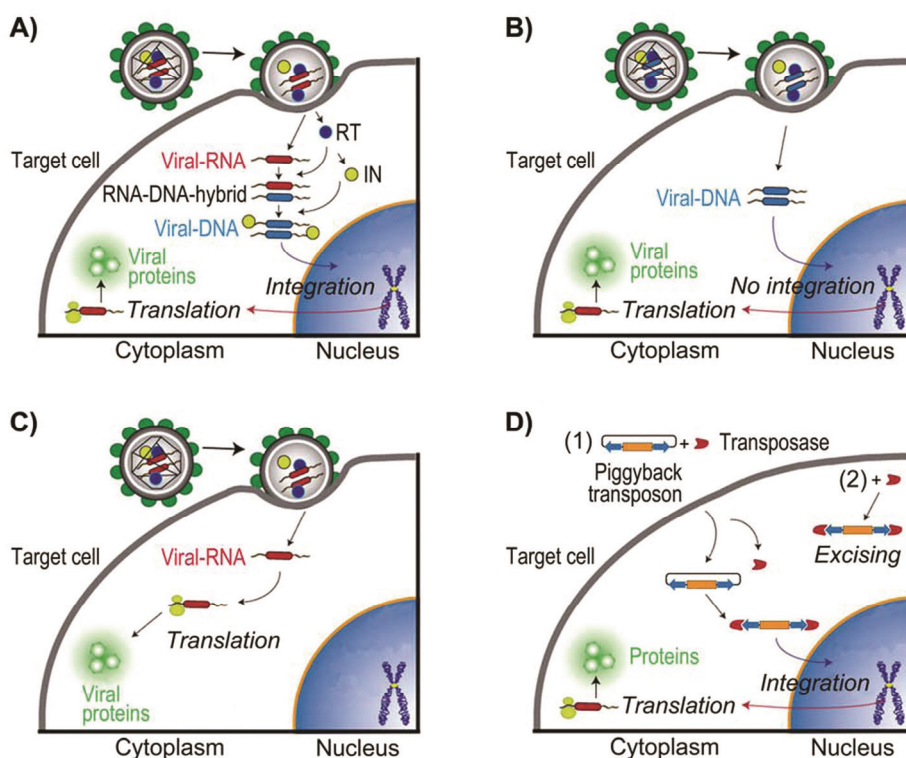 A)
RT
Target cell
Viral-RNA
IN
RNA-DNA-hybrid
Viral-DNA
Viral
proteins
Integration
Translation
Cytoplasm
Nucleus
B)
Target cell
Viral-DNA
Viral
proteins
No integration
Translation
Cytoplasm
Nucleus
C)
Target cell
Viral-RNA
Translation
Viral
proteins
Cytoplasm
Nucleus
D)
(1) + Transposase
Piggyback
transposon
(2) +
Target cell
Excising
Proteins
Integration
Translation
Cytoplasm
Nucleus